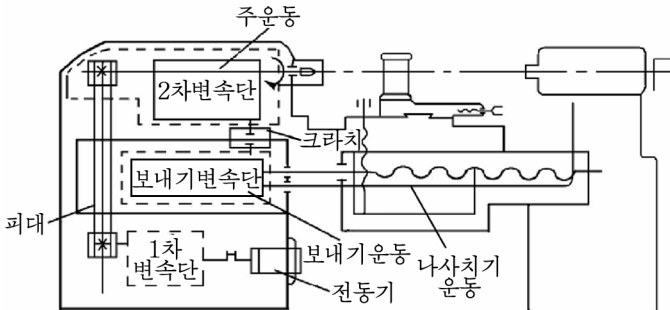 주운동
2차변속단
크라치
보내기변속단
피대
1차
변속단
보내기운동
전동기
나사치기
운동